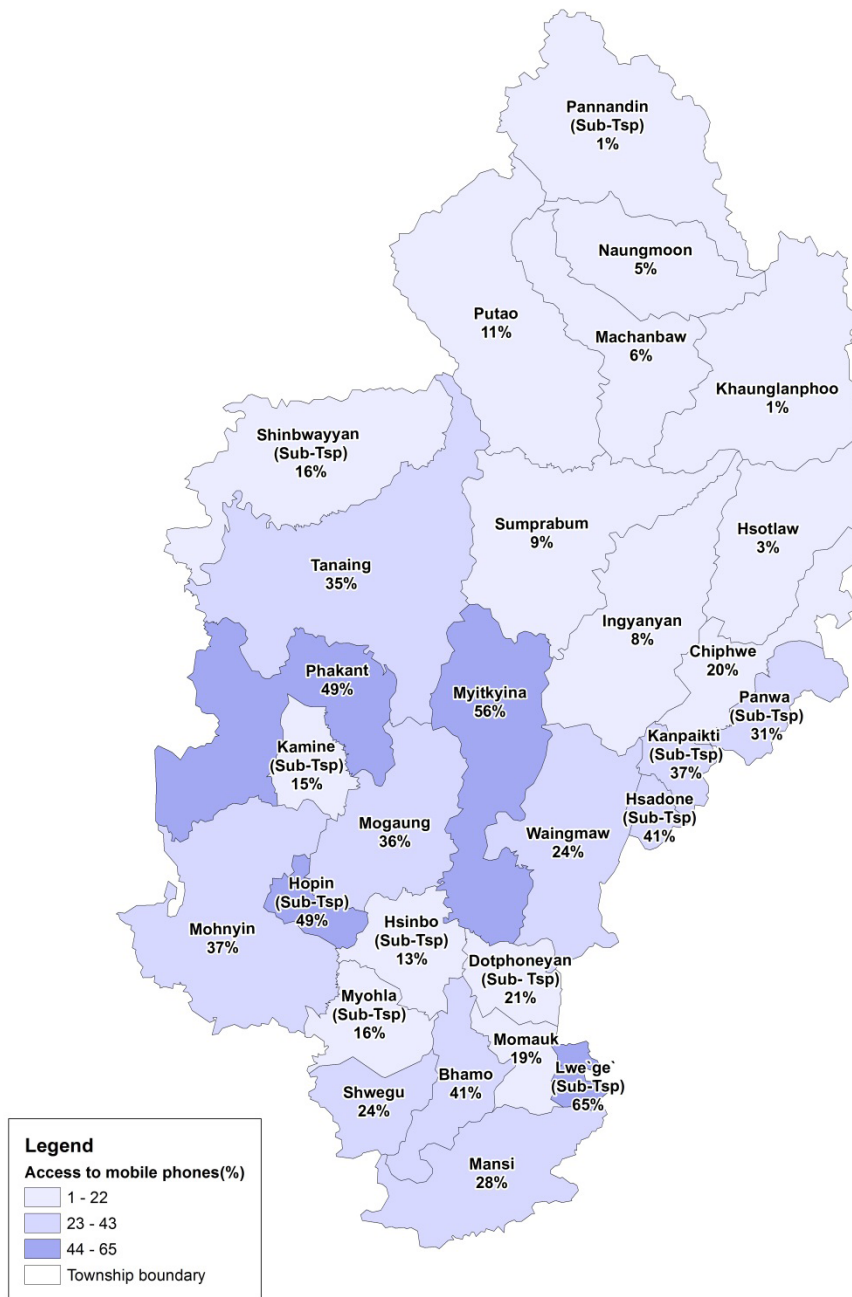 Pannandin
(Sub-Tsp)
1%
Naungmoon
5%
Putao
11%
Machanbaw
6%
Khaunglanphoo
1%
Shinbwayyan
(Sub-Tsp)
16%
Sumprabum
9%
Hsotlaw
3%
Tanaing
35%
Ingyanyan
8%
Chiphwe
20%
Phakant
49%
Myitkyina
56%
Panwa
(Sub-Tsp)
31%
Kanpaikti
(Sub-Tsp)
37%
Kamine
(Sub-Tsp)
15%
Hsadone
(Sub-Tsp)
41%
Mogaung
36%
Waingmaw
24%
Hopin
(Sub-Tsp)
49%
Mohnyin
37%
Hsinbo
(Sub-Tsp)
13%
Dotphoneyan
(Sub- Tsp)
21%
Myohla
(Sub-Tsp)
16%
Momauk
19%
Lwe`ge`
(Sub-Tsp)
65%
Bhamo
41%
Shwegu
24%
Mansi
28%
Legend
Access to mobile phones(%)
1 - 22
23 - 43
44 - 65
Township boundary